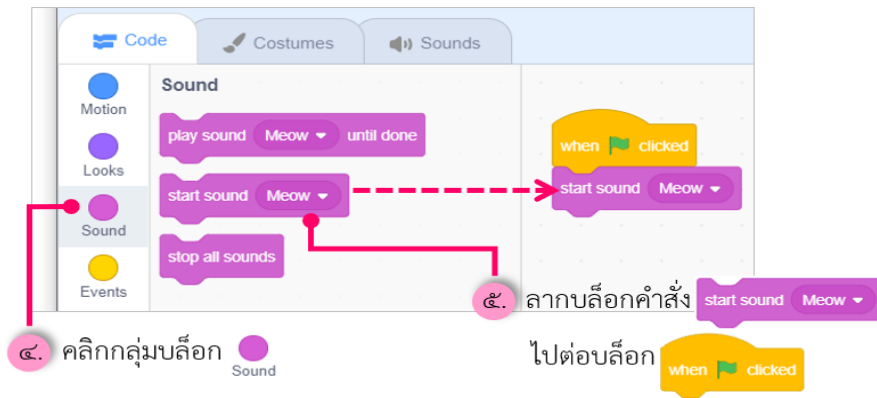 Code Costumes Sounds
Motion
Looks
Sound
Events
Sound
play sound Meow until done
start sound Meow
stop all sounds
when clicked
start sound Meow
๔. คลิกกลุ่มบล็อก Sound
๕. ลากบล็อกคำสั่ง start sound Meow
ไปต่อบล็อก when clicked